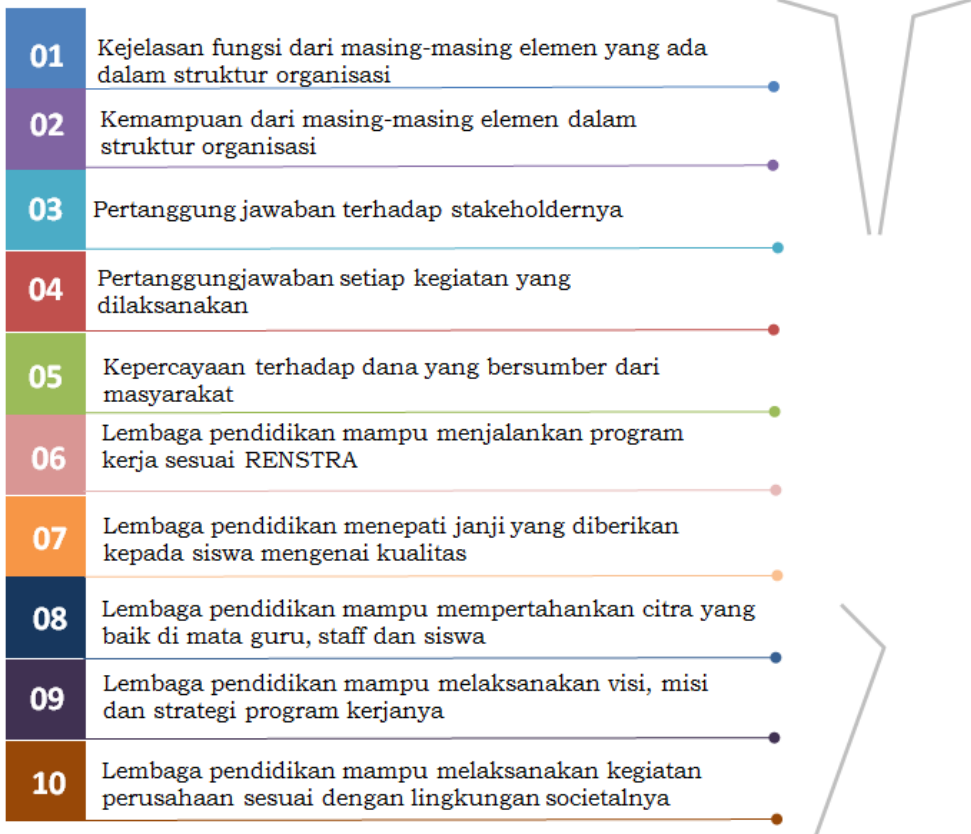 01
Kejelasan fungsi dari masing-masing elemen yang ada
dalam struktur organisasi
02
Kemampuan dari masing-masing elemen dalam
struktur organisasi
03
Pertanggung jawaban terhadap stakeholdernya
04
Pertanggungjawaban setiap kegiatan yang
dilaksanakan
05
Kepercayaan terhadap dana yang bersumber dari
masyarakat
06
Lembaga pendidikan mampu menjalankan program
kerja sesuai RENSTRA
07
Lembaga pendidikan menepati janji yang diberikan
kepada siswa mengenai kualitas
08
Lembaga pendidikan mampu mempertahankan citra yang
baik di mata guru, staff dan siswa
09
Lembaga pendidikan mampu melaksanakan visi, misi
dan strategi program kerjanya
10
Lembaga pendidikan mampu melaksanakan kegiatan
perusahaan sesuai dengan lingkungan societalnya